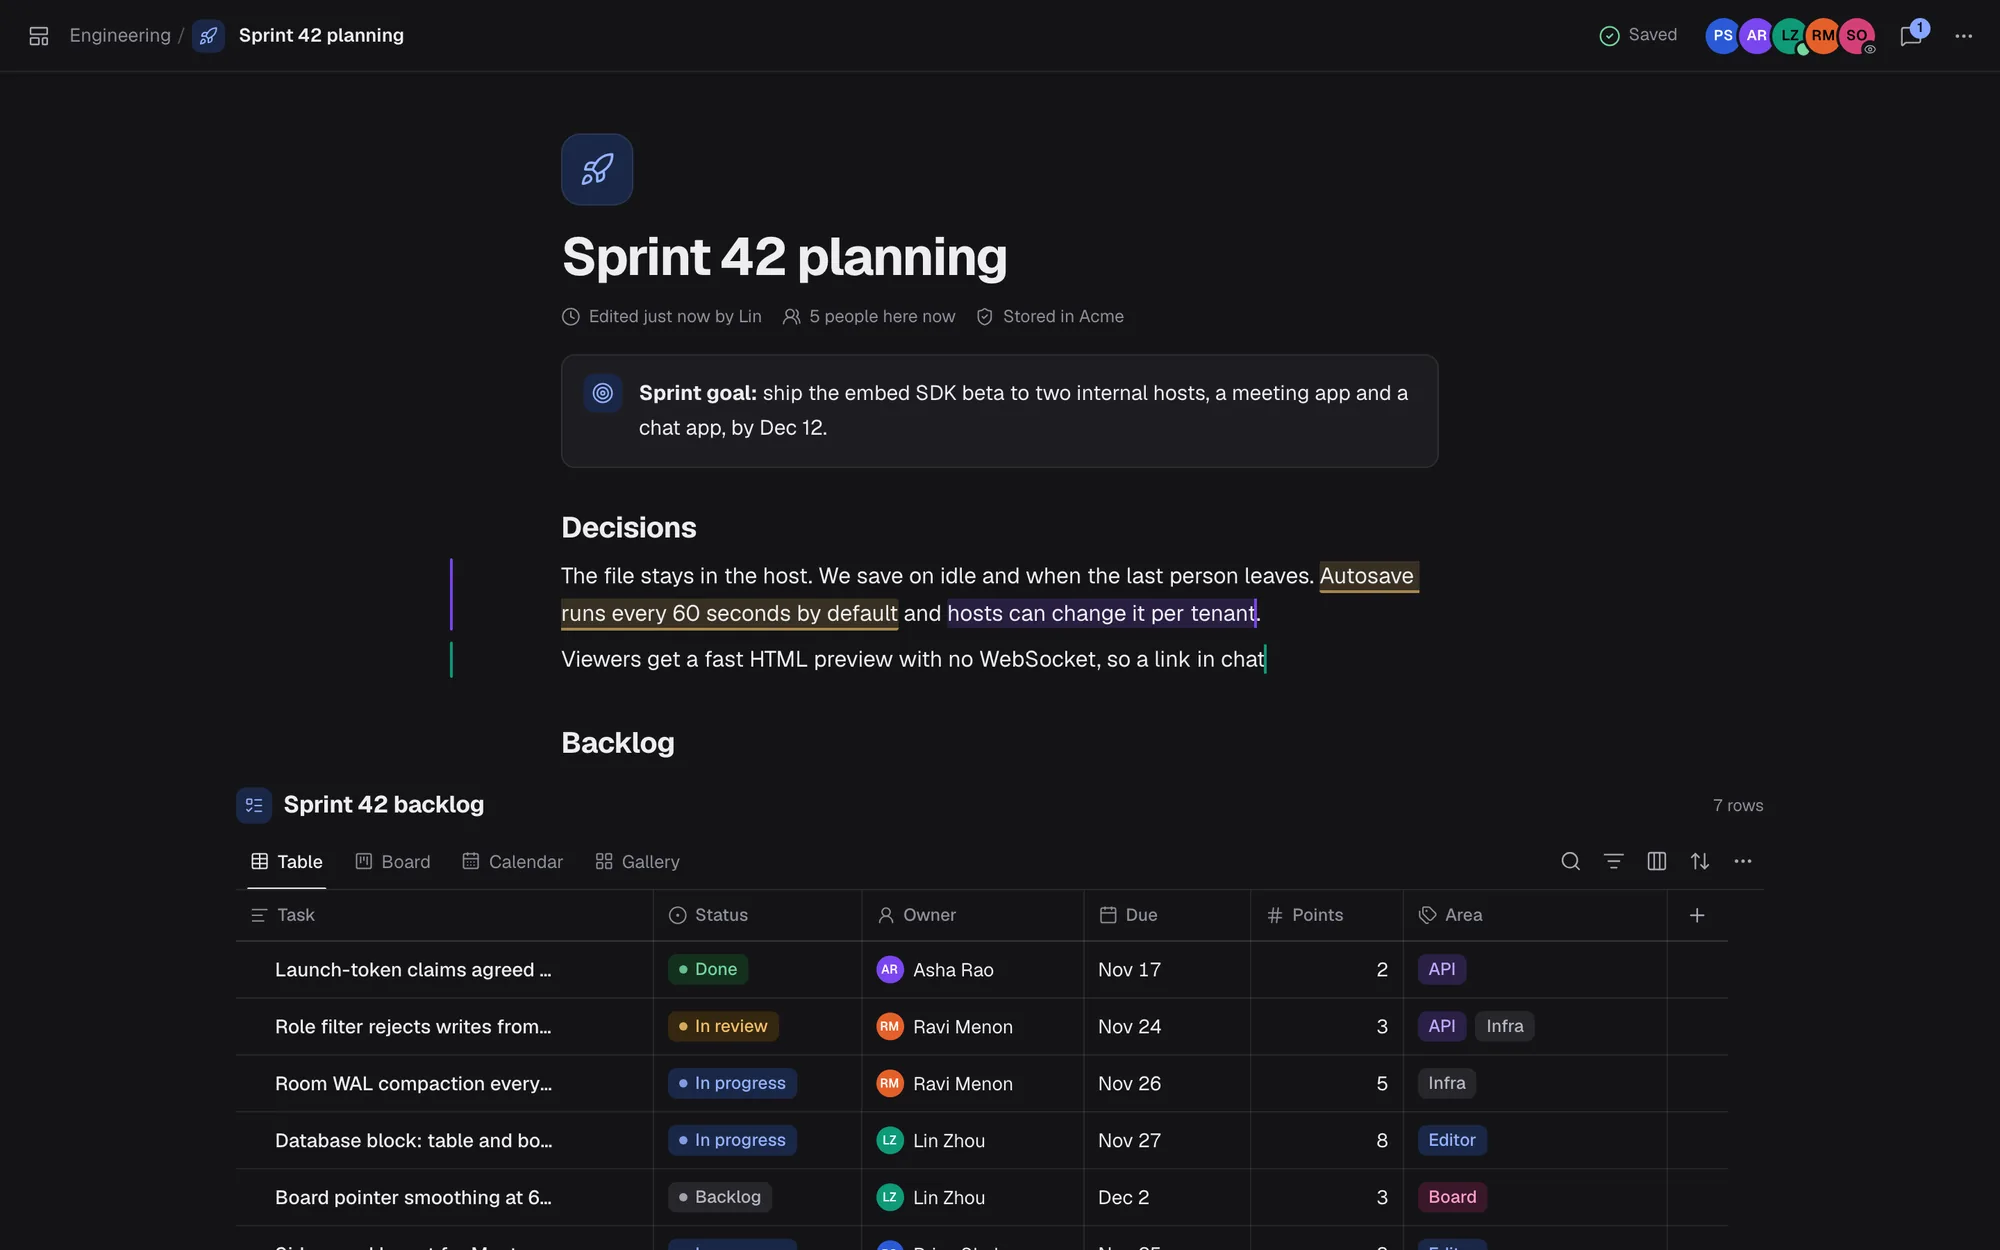 Engineering / Sprint 42 planning
Saved
PS AR LZ RM SO
1
Sprint 42 planning
Edited just now by Lin 5 people here now Stored in Acme
Sprint goal: ship the embed SDK beta to two internal hosts, a meeting app and a
chat app, by Dec 12.
Decisions
The file stays in the host. We save on idle and when the last person leaves. Autosave
runs every 60 seconds by default and hosts can change it per tenant.
Viewers get a fast HTML preview with no WebSocket, so a link in chat
Backlog
Sprint 42 backlog
7 rows
Table Board Calendar Gallery
Task Status Owner Due Points Area
Launch-token claims agreed ... Done AR Asha Rao Nov 17 2 API
Role filter rejects writes from... In review RM Ravi Menon Nov 24 3 API Infra
Room WAL compaction every... In progress RM Ravi Menon Nov 26 5 Infra
Database block: table and bo... In progress LZ Lin Zhou Nov 27 8 Editor
Board pointer smoothing at 6... Backlog LZ Lin Zhou Dec 2 3 Board